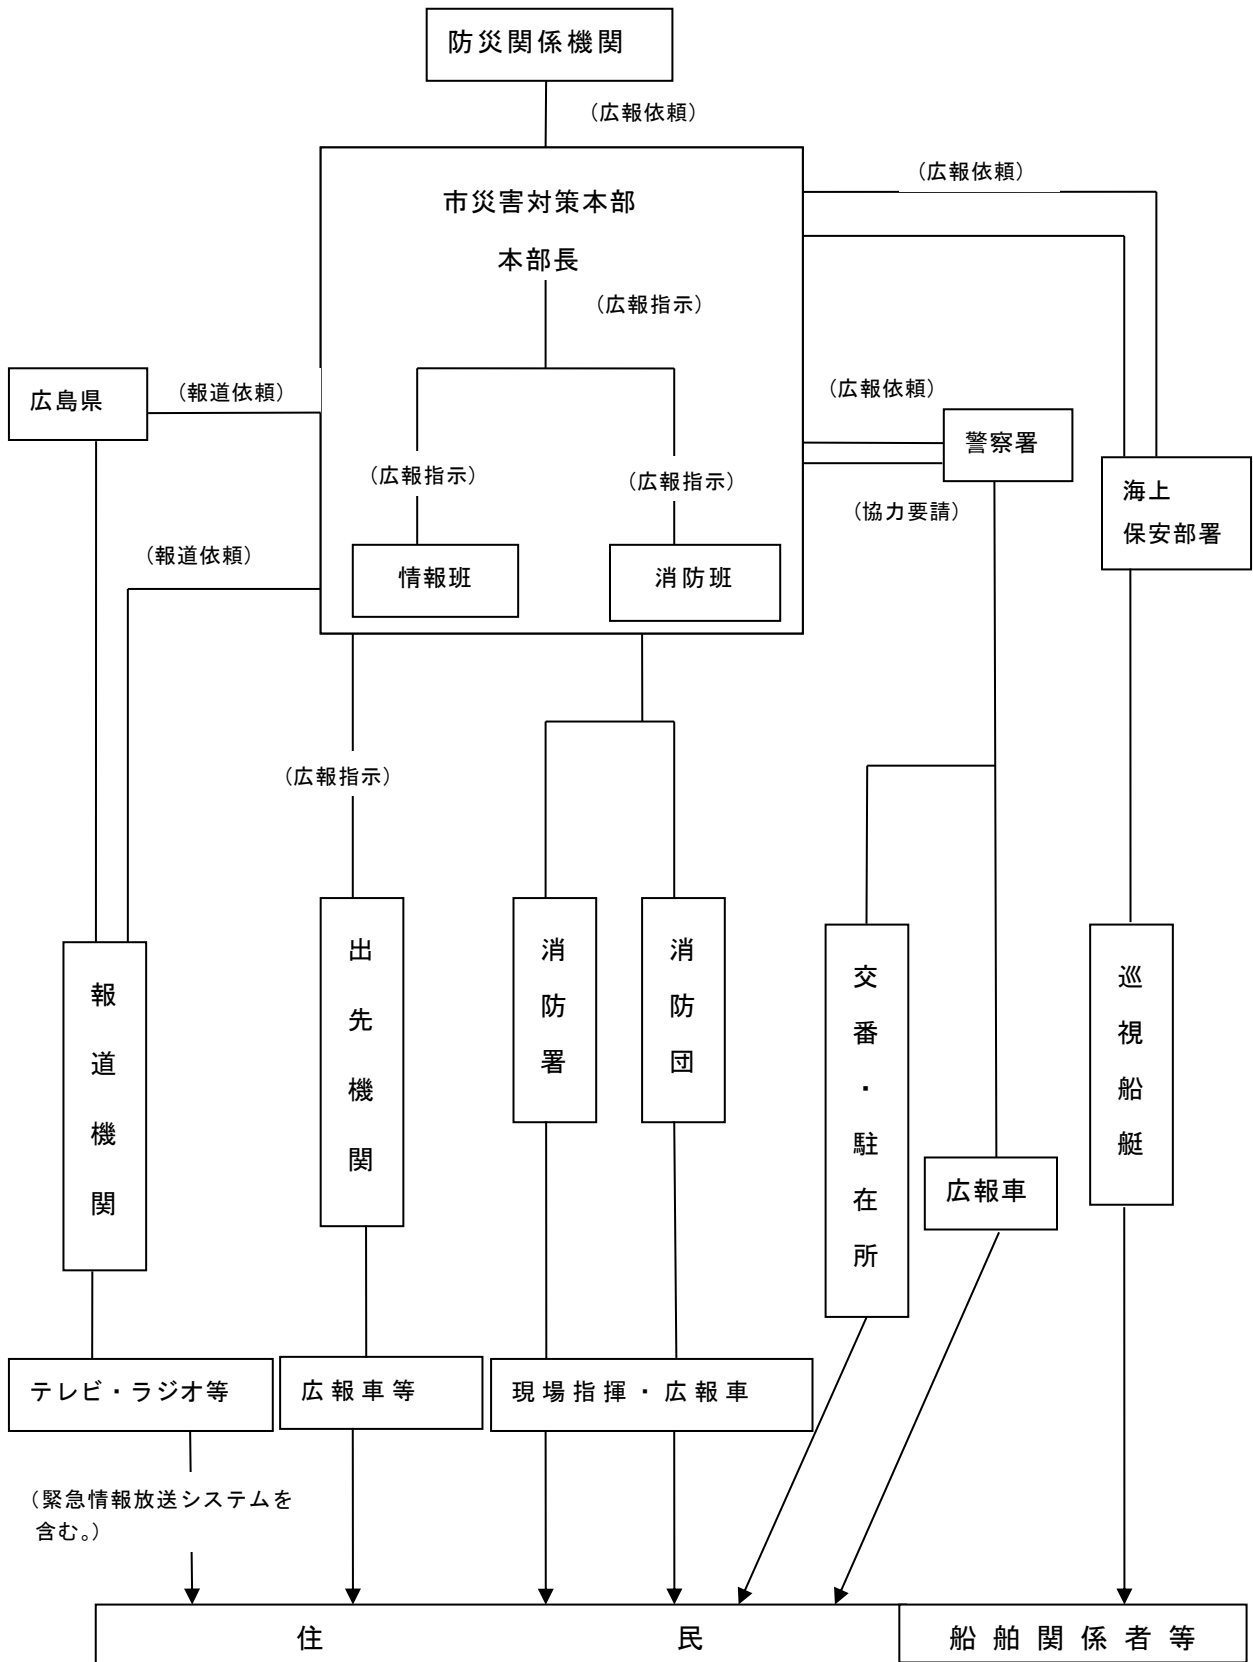 防災関係機関
（広報依頼）
（広報依頼）
市災害対策本部
本部長
（広報指示）
広島県
（報道依頼）
（広報依頼）
警察署
（広報指示）
（広報指示）
海上
保安部署
（協力要請）
（報道依頼）
情報班
消防班
（広報指示）
報道機関
出先機関
消防署
消防団
交番・駐在所
巡視船艇
広報車
テレビ・ラジオ等
広報車等
現場指揮・広報車
（緊急情報放送システムを
含む。）
住民
船舶関係者等